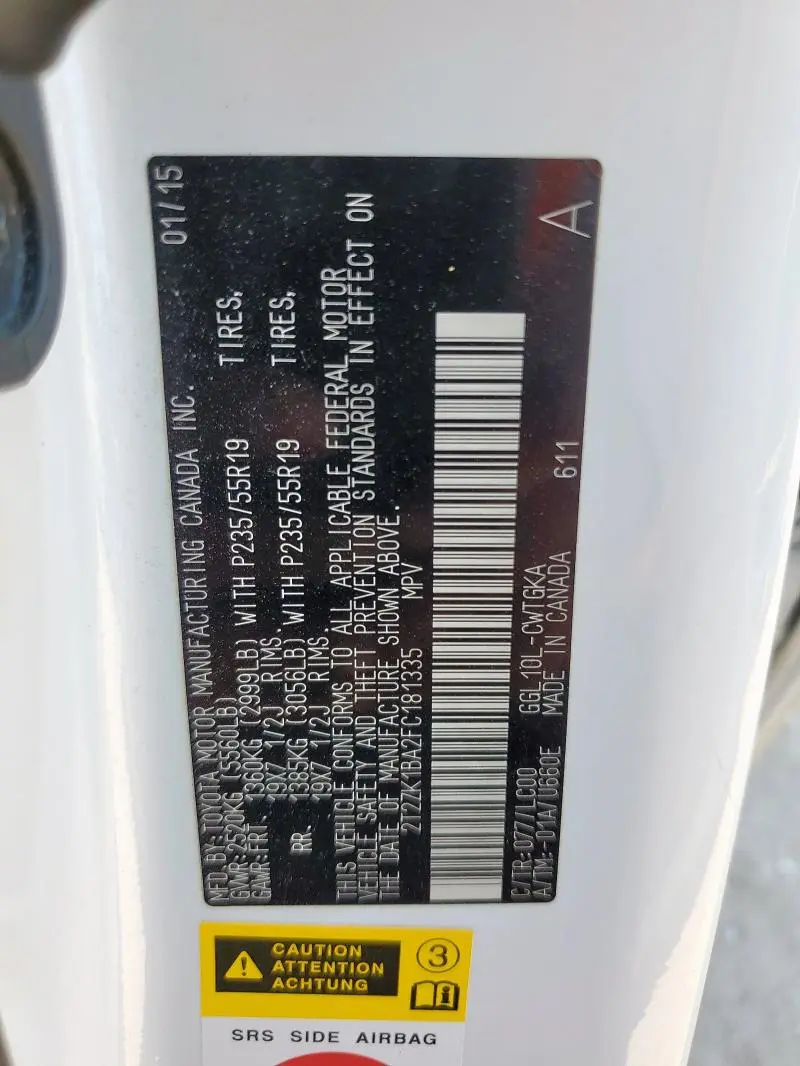 MFD. BY: TOYOTA MOTOR MANUFACTURING CANADA INC. 01/15
GVWR: 2520KG (5560LB)
GAWR: FRT. 1360KG (2999LB) WITH P235/55R19 TIRES,
19X7 1/2J RIMS.
RR. 1385KG (3056LB) WITH P235/55R19 TIRES,
19X7 1/2J RIMS.
THIS VEHICLE CONFORMS TO ALL APPLICABLE FEDERAL MOTOR
VEHICLE SAFETY AND THEFT PREVENTION STANDARDS IN EFFECT ON
THE DATE OF MANUFACTURE SHOWN ABOVE.
2T2ZK1BA2FC181335 MPV
C/TR: 077/LC00 GGL10L-CWTGKA
A/TM: -01A/U660E MADE IN CANADA 611 A
CAUTION
ATTENTION
ACHTUNG
3
SRS SIDE AIRBAG